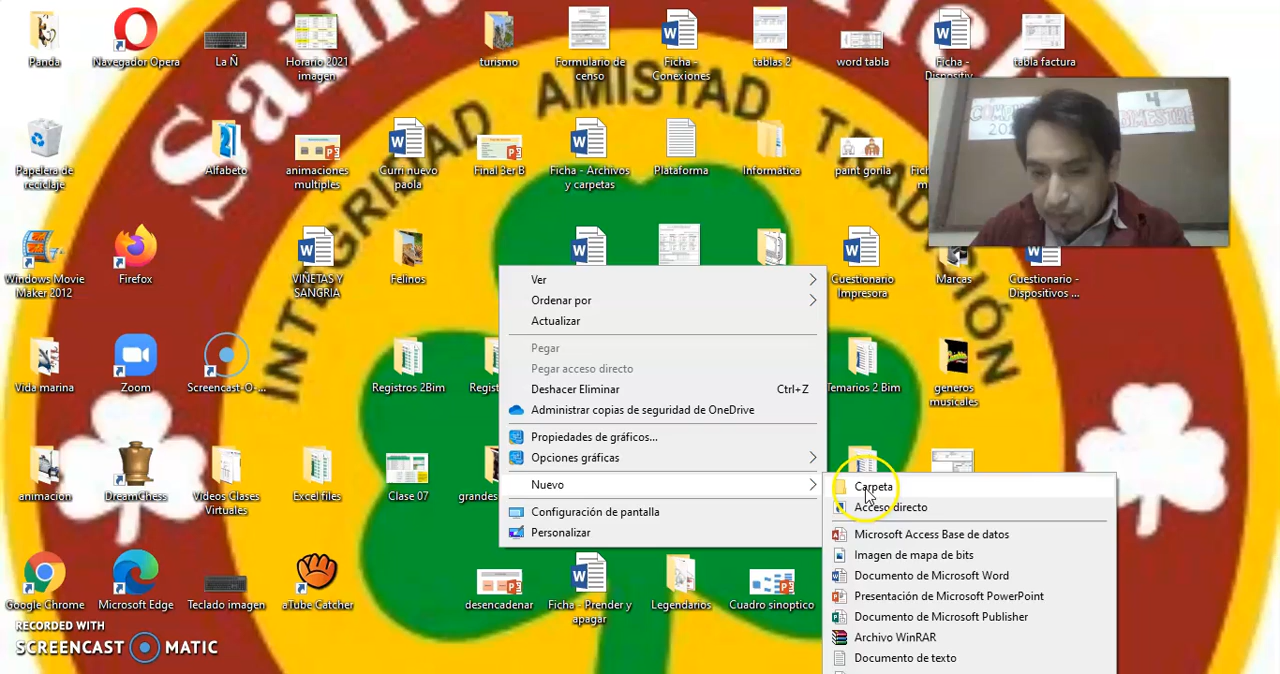 Saint
INTEGRIDAD AMISTAD TRADICIÓN
Panda
Navegador Opera
La Ñ
Horario 2021
imagen
turismo
Formulario de
censo
Ficha -
Conexiones
tablas 2
word tabla
Ficha -
Dispositiv...
tabla factura
4
BIMESTRE
Papelera de
reciclaje
Alfabeto
animaciones
multiples
Curri nuevo
paola
Final 3er B
Ficha - Archivos
y carpetas
Plataforma
Informatica
paint gorila
Windows Movie
Maker 2012
Firefox
VIÑETAS Y
SANGRIA
Felinos
Cuestionario
Impresora
Marcas
Cuestionario -
Dispositivos ...
Ver
Ordenar por
Actualizar
Pegar
Pegar acceso directo
Deshacer Eliminar Ctrl+Z
Administrar copias de seguridad de OneDrive
Propiedades de gráficos...
Opciones gráficas
Nuevo
Configuración de pantalla
Personalizar
Vida marina
Zoom
Screencast-O-...
Registros 2Bim
Temarios 2 Bim
generos
musicales
animacion
DreamChess
Videos Clases
Virtuales
Excel files
Clase 07
Carpeta
Acceso directo
Microsoft Access Base de datos
Imagen de mapa de bits
Documento de Microsoft Word
Presentación de Microsoft PowerPoint
Documento de Microsoft Publisher
Archivo WinRAR
Documento de texto
Google Chrome
Microsoft Edge
Teclado imagen
aTube Catcher
desencadenar
Ficha - Prender y
apagar
Legendarios
Cuadro sinoptico
RECORDED WITH
SCREENCAST MATIC